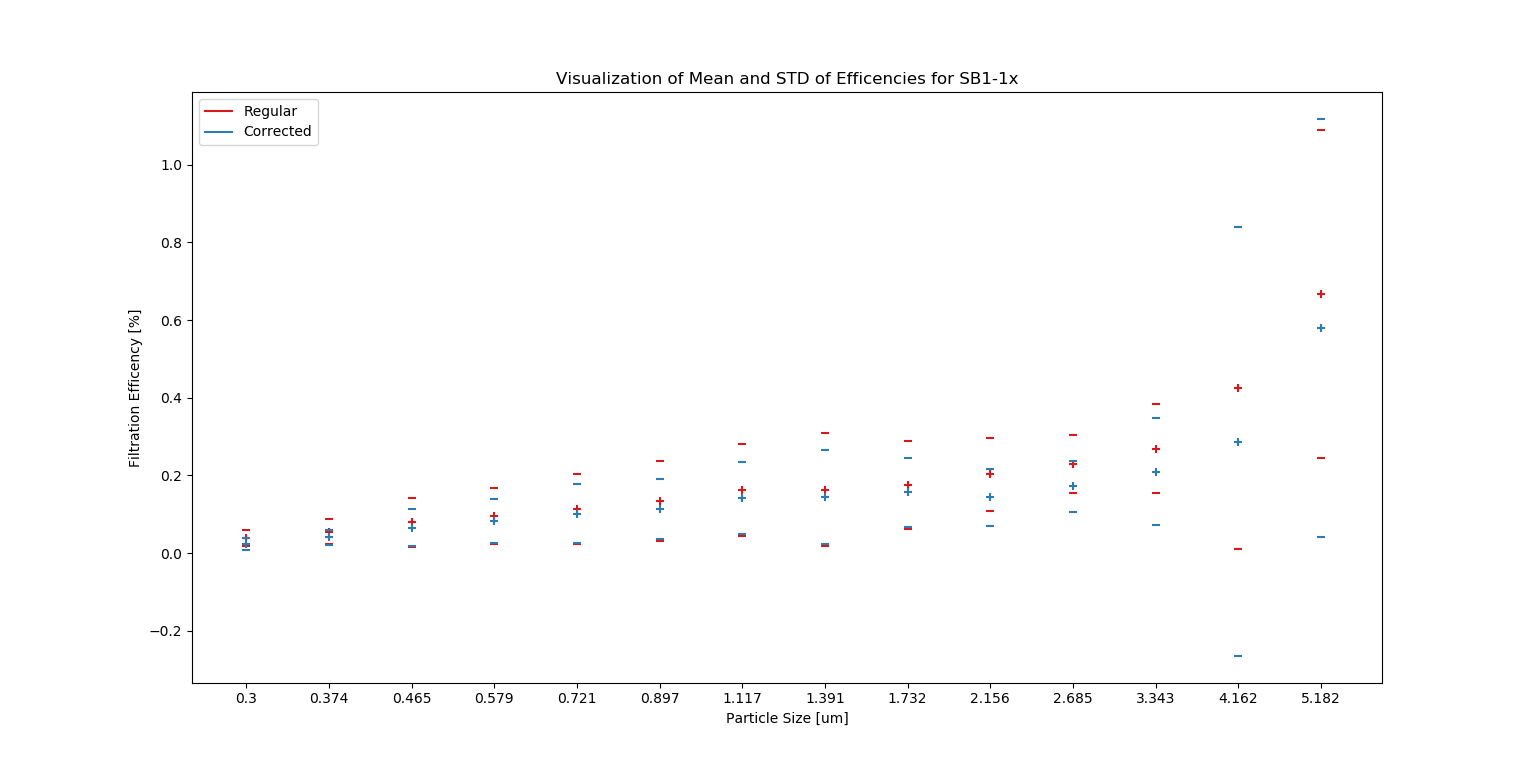 Visualization of Mean and STD of Efficencies for SB1-1x
Regular
Corrected
1.0
0.8
0.6
0.4
0.2
0.0
−0.2
Filtration Efficency [%]
0.3 0.374 0.465 0.579 0.721 0.897 1.117 1.391 1.732 2.156 2.685 3.343 4.162 5.182
Particle Size [um]